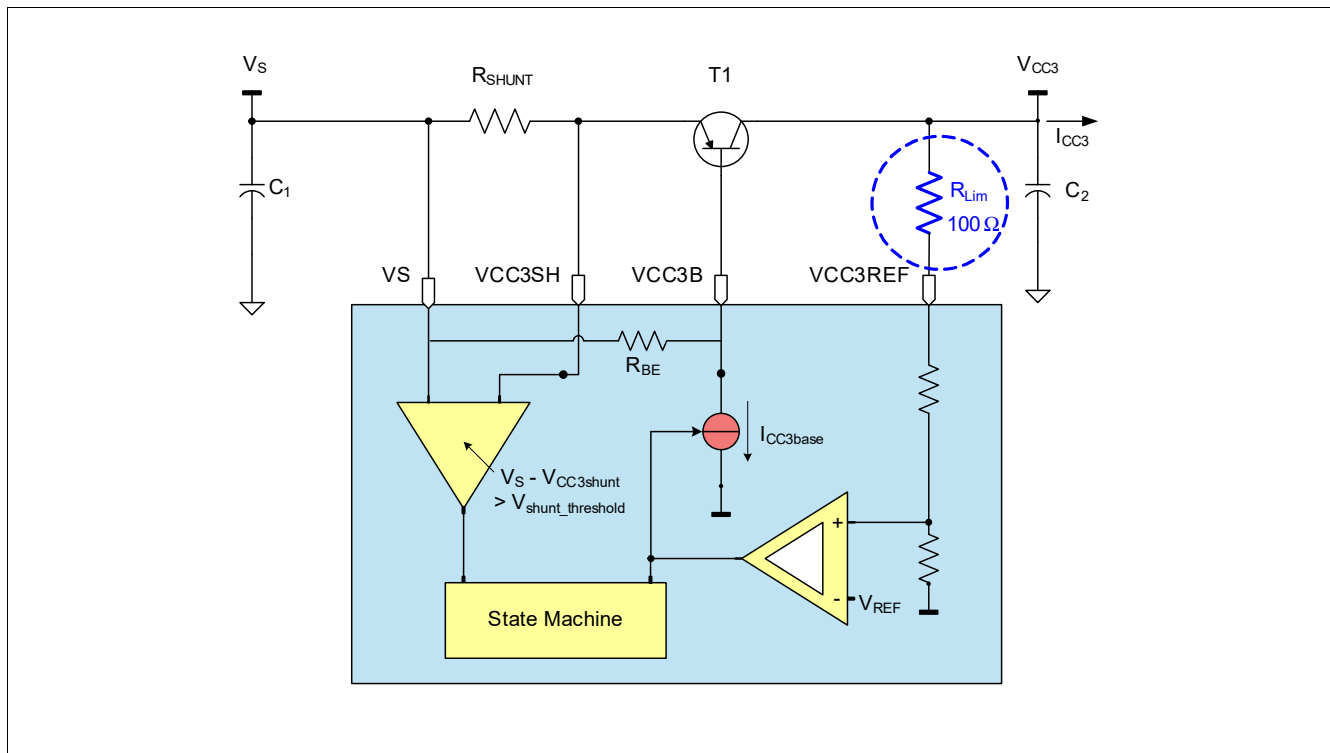 VS
RSHUNT
T1
VCC3
ICC3
C1
RLim
100 Ω
C2
VS
VCC3SH
VCC3B
VCC3REF
RBE
ICC3base
VS - VCC3shunt
> Vshunt_threshold
+
-
VREF
State Machine